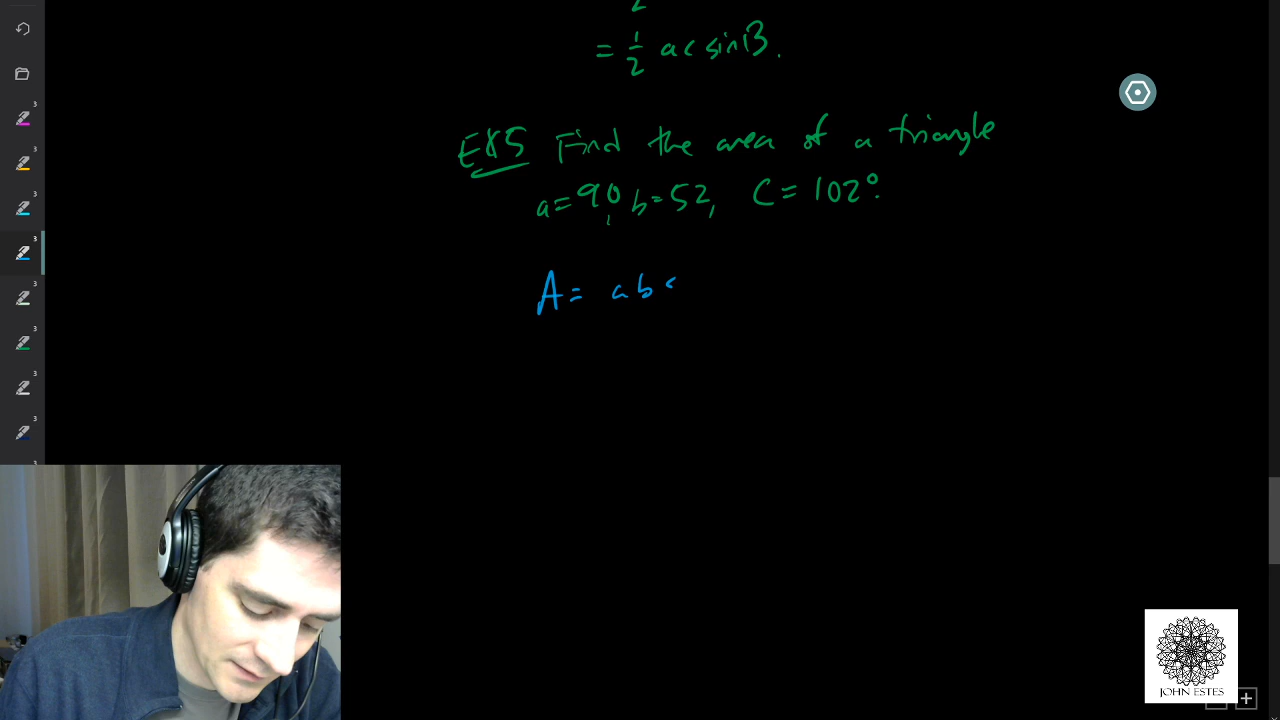 = 1/2 ac sin B.
EX5 Find the area of a triangle
a=90, b=52, C=102°.
A= ab
JOHN ESTES